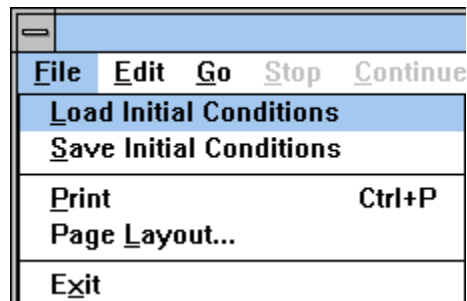 File Edit Go Stop Continue
Load Initial Conditions
Save Initial Conditions
Print Ctrl+P
Page Layout...
Exit